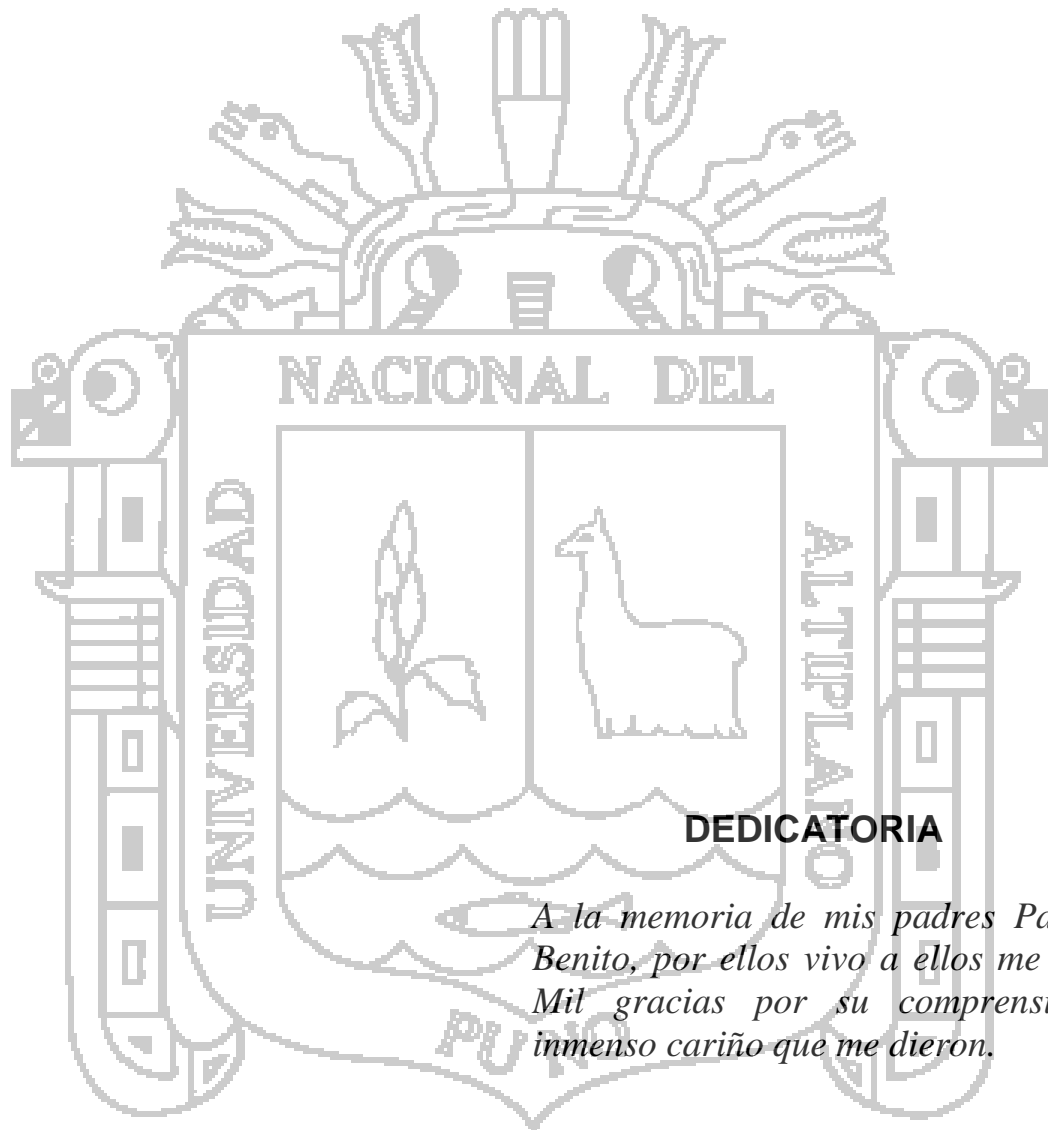 NACIONAL DEL
UNIVERSIDAD
ALTIPLANO
DEDICATORIA
A la memoria de mis padres
Benito, por ellos vivo a ellos me
Mil gracias por su
inmenso cariño que me dieron.
PUNO